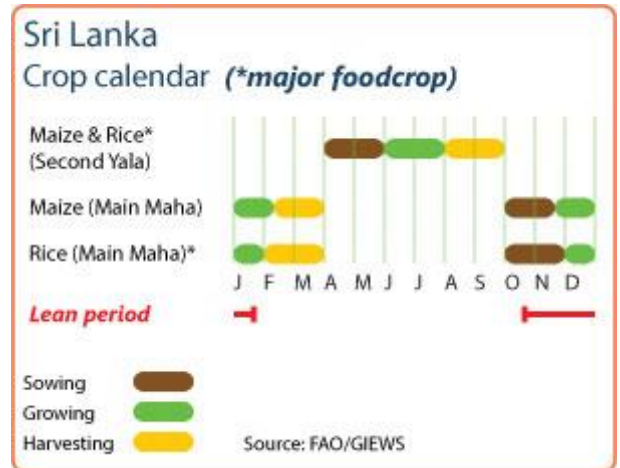 Sri Lanka
Crop calendar (*major foodcrop)
Maize & Rice*
(Second Yala)
Maize (Main Maha)
Rice (Main Maha)*
J F M A M J J A S O N D
Lean period
Sowing
Growing
Harvesting Source: FAO/GIEWS